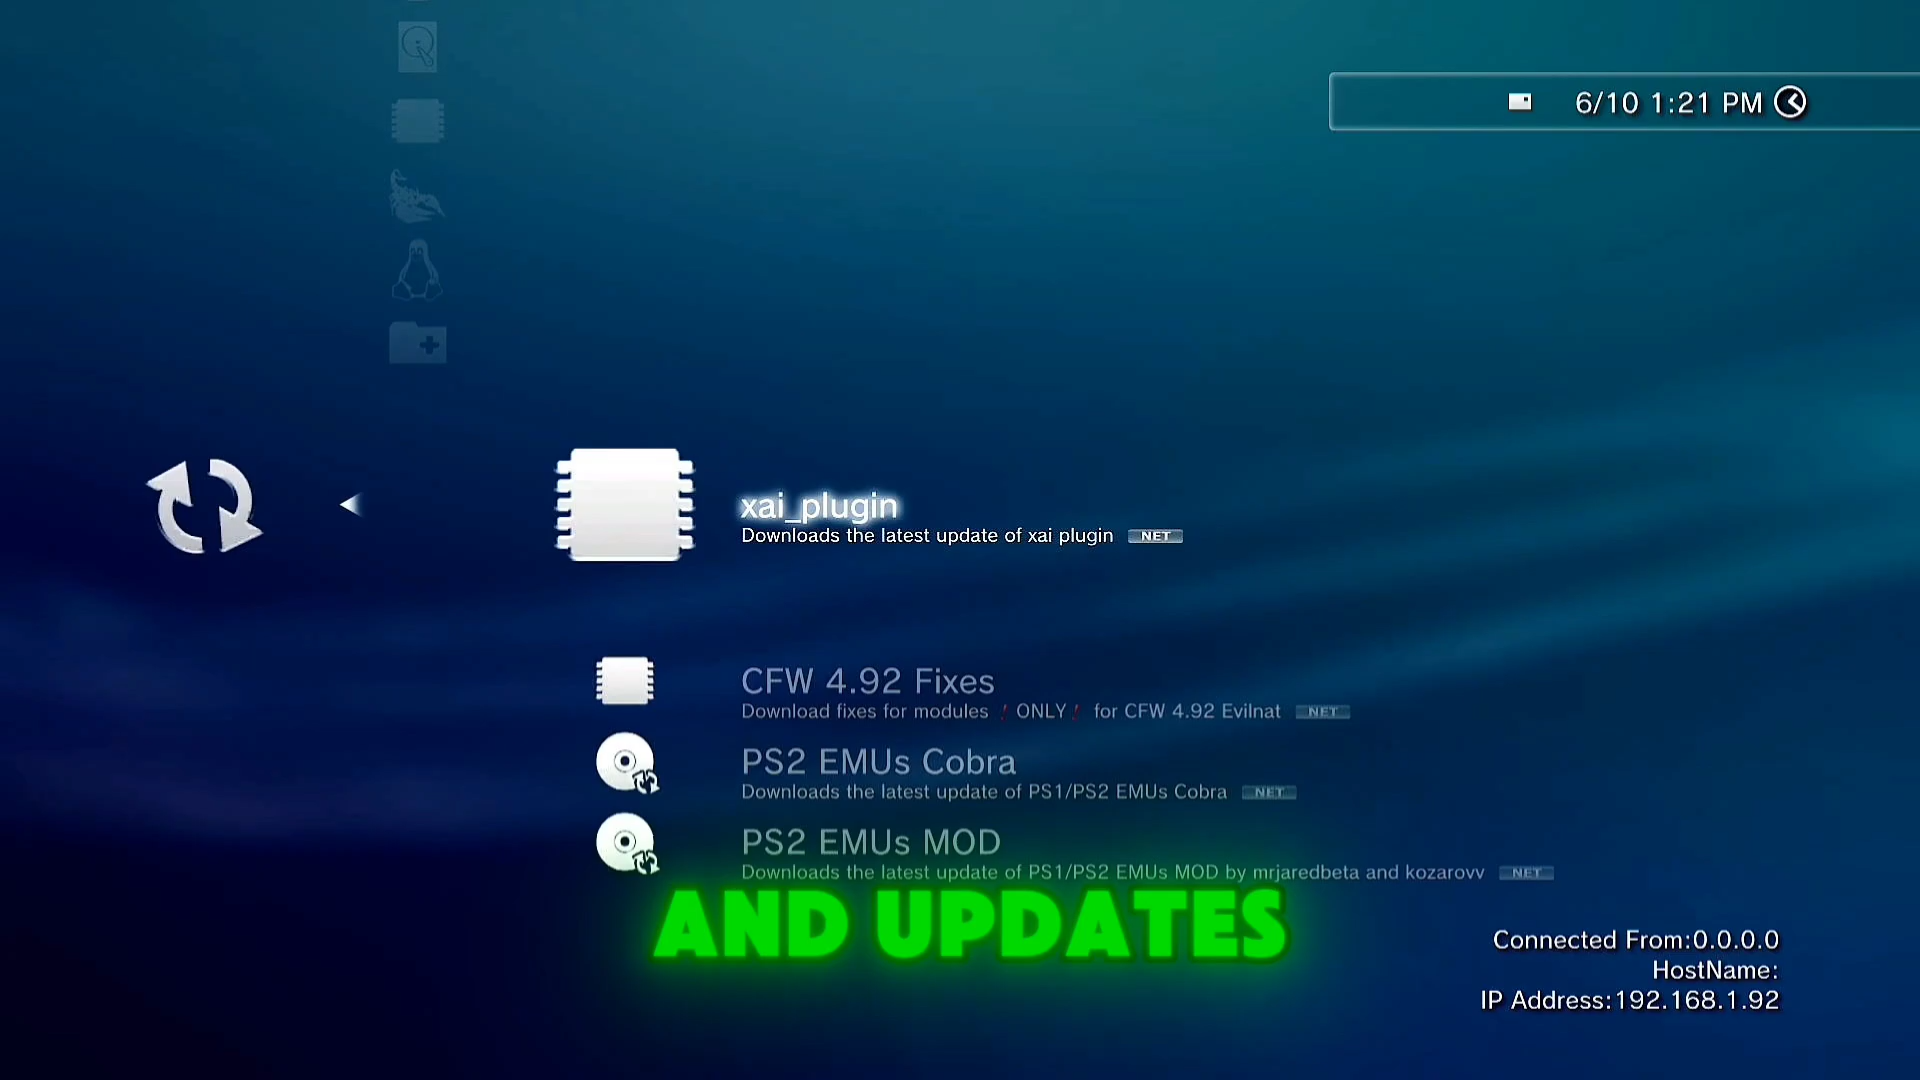 6/10 1:21 PM
xai_plugin
Downloads the latest update of xai plugin NET
CFW 4.92 Fixes
Download fixes for modules ❗ONLY❗ for CFW 4.92 Evilnat NET
PS2 EMUs Cobra
Downloads the latest update of PS1/PS2 EMUs Cobra NET
PS2 EMUs MOD
Downloads the latest update of PS1/PS2 EMUs MOD by mrjaredbeta and kozarovv NET
AND UPDATES
Connected From:0.0.0.0
HostName:
IP Address:192.168.1.92